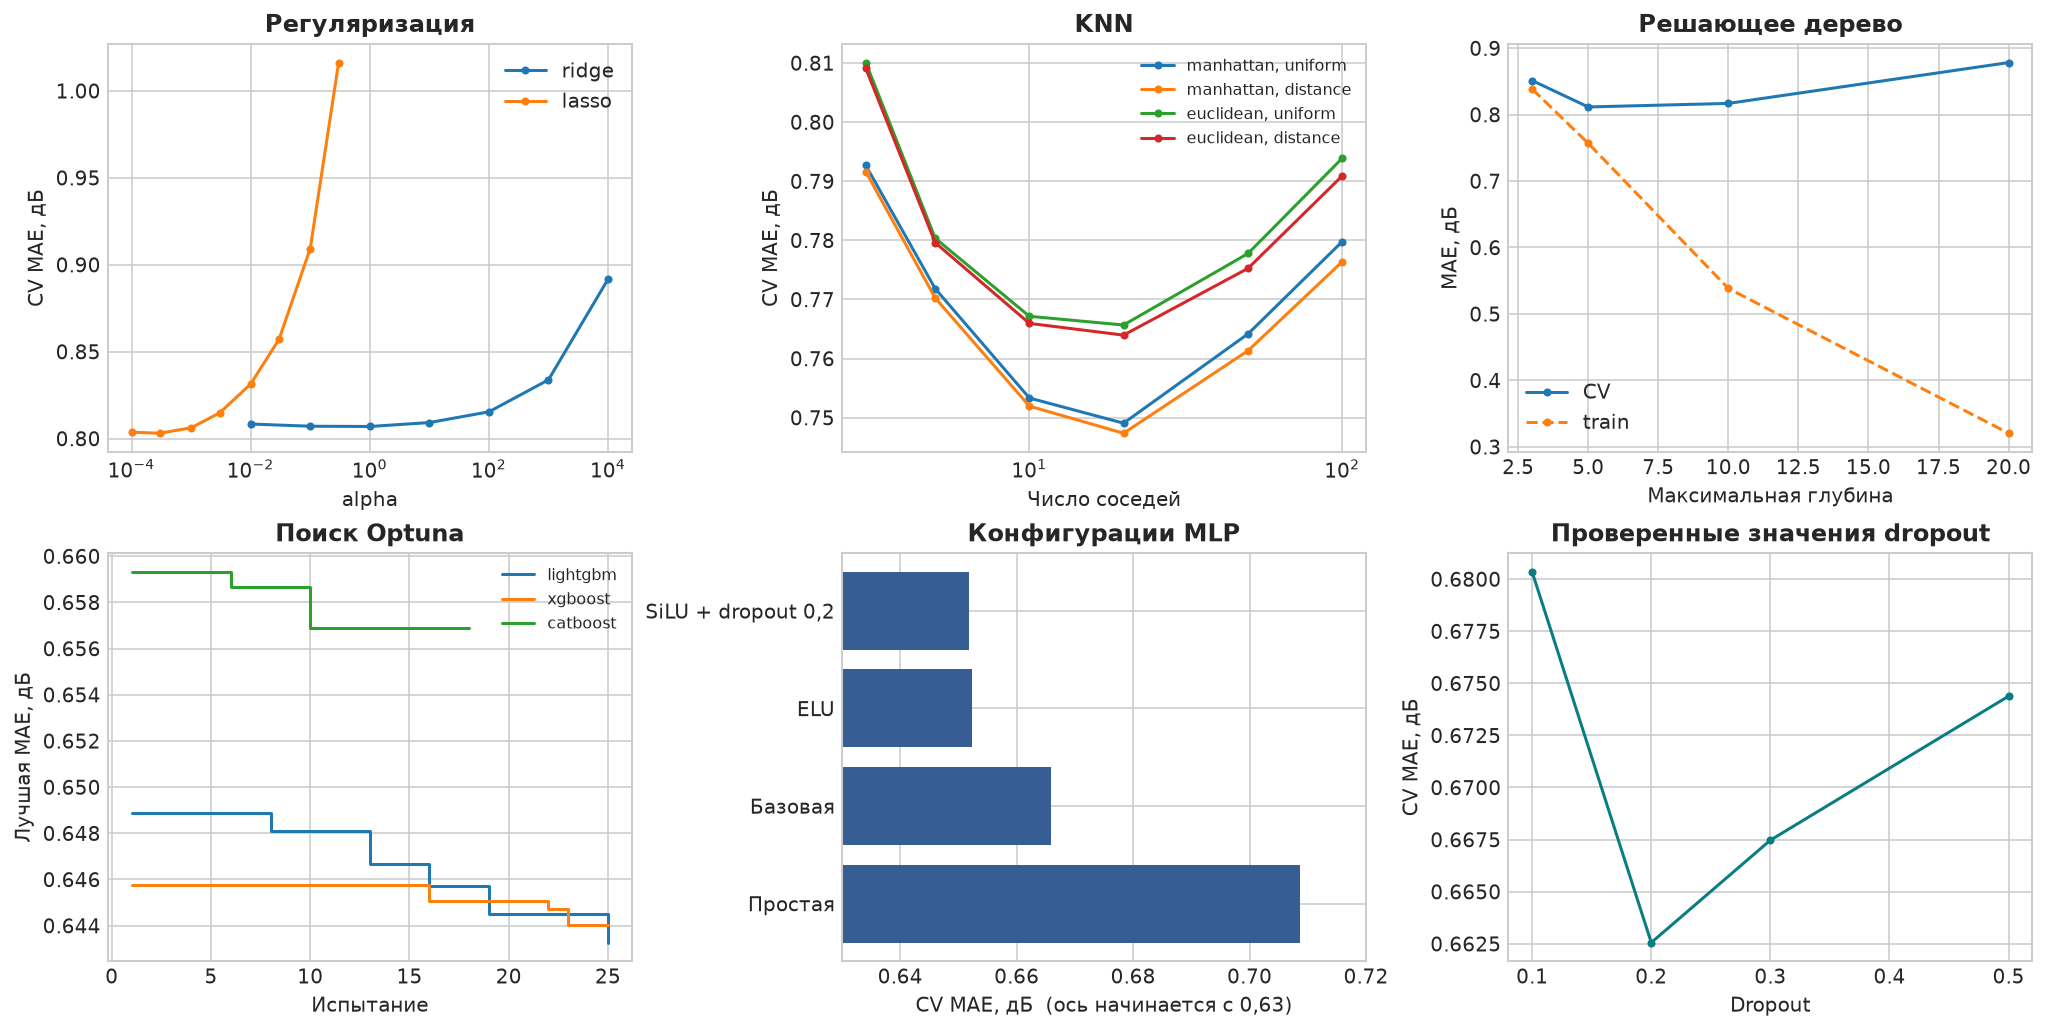 Регуляризация
CV MAE, дБ
1.00
0.95
0.90
0.85
0.80
10⁻⁴
10⁻²
10⁰
10²
10⁴
alpha
ridge
lasso
KNN
CV MAE, дБ
0.81
0.80
0.79
0.78
0.77
0.76
0.75
10¹
10²
Число соседей
manhattan, uniform
manhattan, distance
euclidean, uniform
euclidean, distance
Решающее дерево
MAE, дБ
0.9
0.8
0.7
0.6
0.5
0.4
0.3
2.5
5.0
7.5
10.0
12.5
15.0
17.5
20.0
Максимальная глубина
CV
train
Поиск Optuna
Лучшая MAE, дБ
0.660
0.658
0.656
0.654
0.652
0.650
0.648
0.646
0.644
0
5
10
15
20
25
Испытание
lightgbm
xgboost
catboost
Конфигурации MLP
SiLU + dropout 0,2
ELU
Базовая
Простая
0.64
0.66
0.68
0.70
0.72
CV MAE, дБ (ось начинается с 0,63)
Проверенные значения dropout
CV MAE, дБ
0.6800
0.6775
0.6750
0.6725
0.6700
0.6675
0.6650
0.6625
0.1
0.2
0.3
0.4
0.5
Dropout